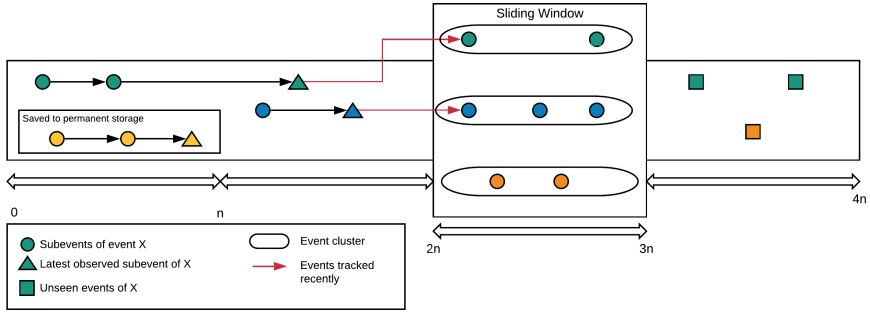 Sliding Window
Saved to permanent storage
0
n
2n
3n
4n
Subevents of event X
Latest observed subevent of X
Unseen events of X
Event cluster
Events tracked
recently